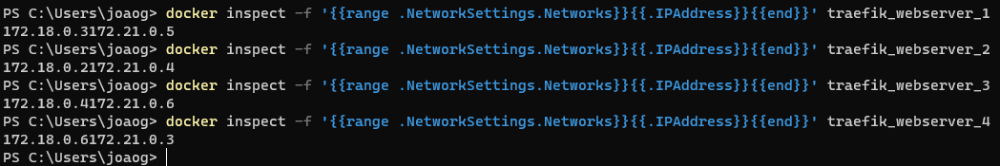 PS C:\Users\joaog> docker inspect -f '{{range .NetworkSettings.Networks}}{{.IPAddress}}{{end}}' traefik_webserver_1
172.18.0.3172.21.0.5
PS C:\Users\joaog> docker inspect -f '{{range .NetworkSettings.Networks}}{{.IPAddress}}{{end}}' traefik_webserver_2
172.18.0.2172.21.0.4
PS C:\Users\joaog> docker inspect -f '{{range .NetworkSettings.Networks}}{{.IPAddress}}{{end}}' traefik_webserver_3
172.18.0.4172.21.0.6
PS C:\Users\joaog> docker inspect -f '{{range .NetworkSettings.Networks}}{{.IPAddress}}{{end}}' traefik_webserver_4
172.18.0.6172.21.0.3
PS C:\Users\joaog>